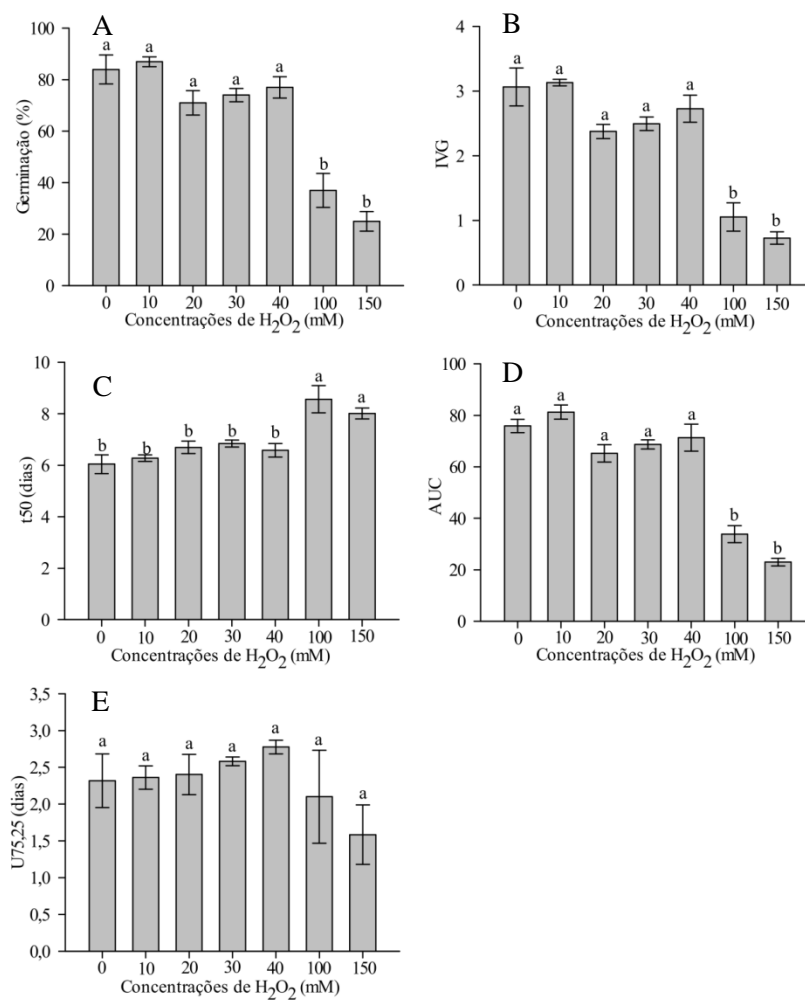 A
Germinação (%)
100
80
60
40
20
0
a a a a a b b
0 10 20 30 40 100 150
Concentrações de H2O2 (mM)
B
IVG
4
3
2
1
0
a a a a a b b
0 10 20 30 40 100 150
Concentrações de H2O2 (mM)
C
t50 (dias)
10
8
6
4
2
0
b b b b b a a
0 10 20 30 40 100 150
Concentrações de H2O2 (mM)
D
AUC
100
80
60
40
20
0
a a a a a b b
0 10 20 30 40 100 150
Concentrações de H2O2 (mM)
E
U75,25 (dias)
3,5
3,0
2,5
2,0
1,5
1,0
0,5
0,0
a a a a a a a
0 10 20 30 40 100 150
Concentrações de H2O2 (mM)